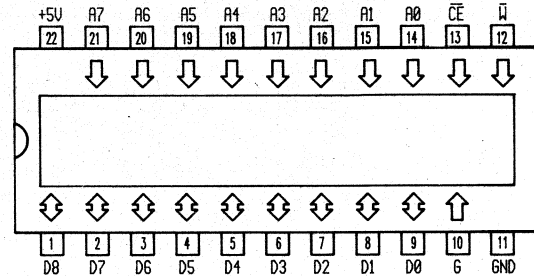 +5V A7 A6 A5 A4 A3 A2 A1 A0 C̅E̅ W̅
22 21 20 19 18 17 16 15 14 13 12
1 2 3 4 5 6 7 8 9 10 11
D8 D7 D6 D5 D4 D3 D2 D1 D0 G GND